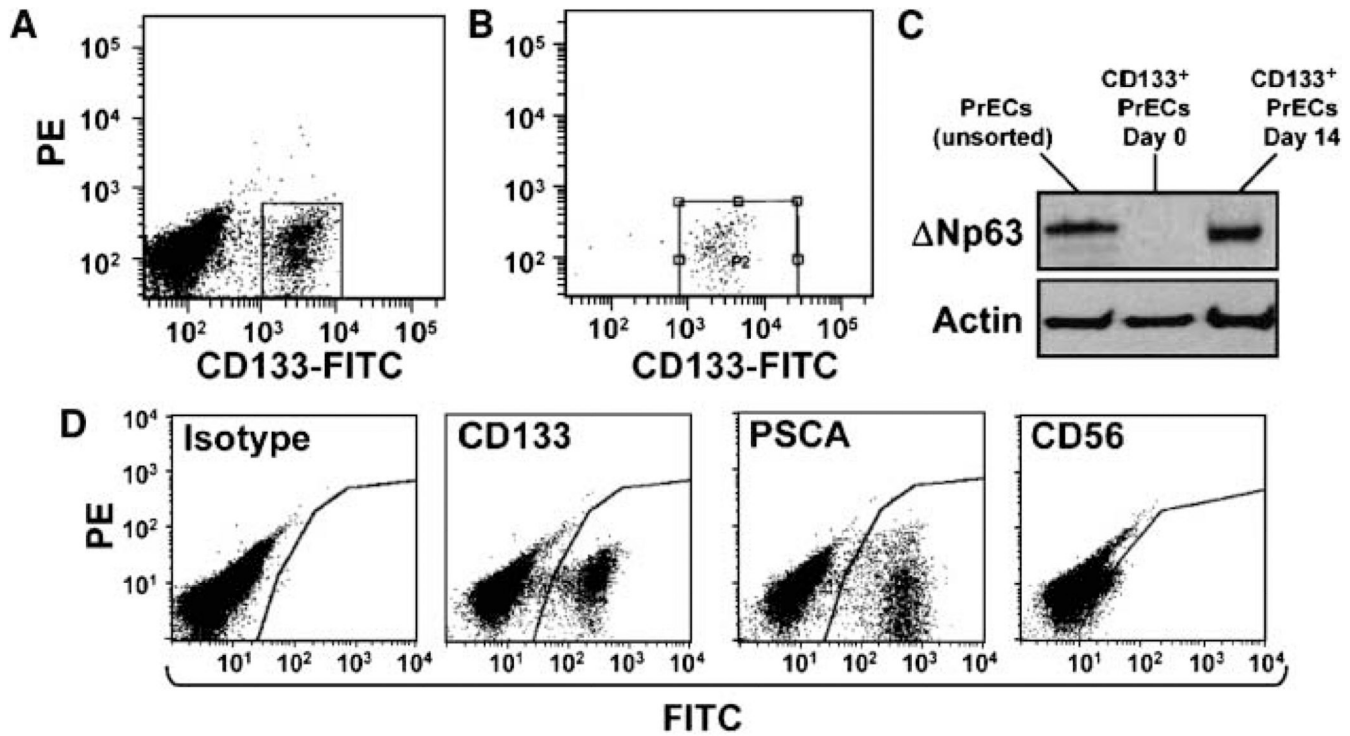 A
PE
10⁵
10⁴
10³
10²
10² 10³ 10⁴ 10⁵
CD133-FITC
B
10⁵
10⁴
10³
10²
P2
10² 10³ 10⁴ 10⁵
CD133-FITC
C
PrECs
(unsorted)
CD133⁺
PrECs
Day 0
CD133⁺
PrECs
Day 14
ΔNp63
Actin
D
PE
10⁴
10³
10²
10¹
Isotype
10¹ 10² 10³ 10⁴
CD133
10¹ 10² 10³ 10⁴
PSCA
10¹ 10² 10³ 10⁴
CD56
10¹ 10² 10³ 10⁴
FITC